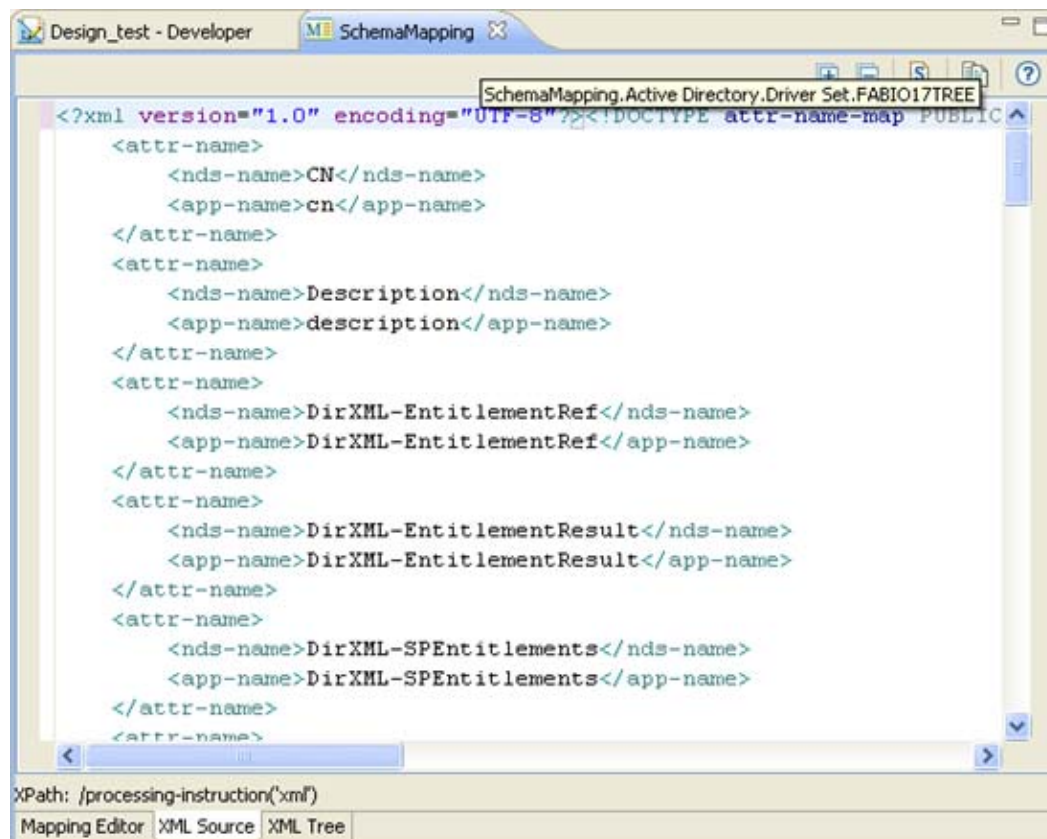 Design_test - Developer
SchemaMapping
SchemaMapping.Active Directory.Driver Set.FABIO17TREE
<?xml version="1.0" encoding="UTF-8"?><!DOCTYPE attr-name-map PUBLIC
<attr-name>
<nds-name>CN</nds-name>
<app-name>cn</app-name>
</attr-name>
<attr-name>
<nds-name>Description</nds-name>
<app-name>description</app-name>
</attr-name>
<attr-name>
<nds-name>DirXML-EntitlementRef</nds-name>
<app-name>DirXML-EntitlementRef</app-name>
</attr-name>
<attr-name>
<nds-name>DirXML-EntitlementResult</nds-name>
<app-name>DirXML-EntitlementResult</app-name>
</attr-name>
<attr-name>
<nds-name>DirXML-SPEntitlements</nds-name>
<app-name>DirXML-SPEntitlements</app-name>
</attr-name>
<attr-name>
XPath: /processing-instruction('xml')
Mapping Editor XML Source XML Tree